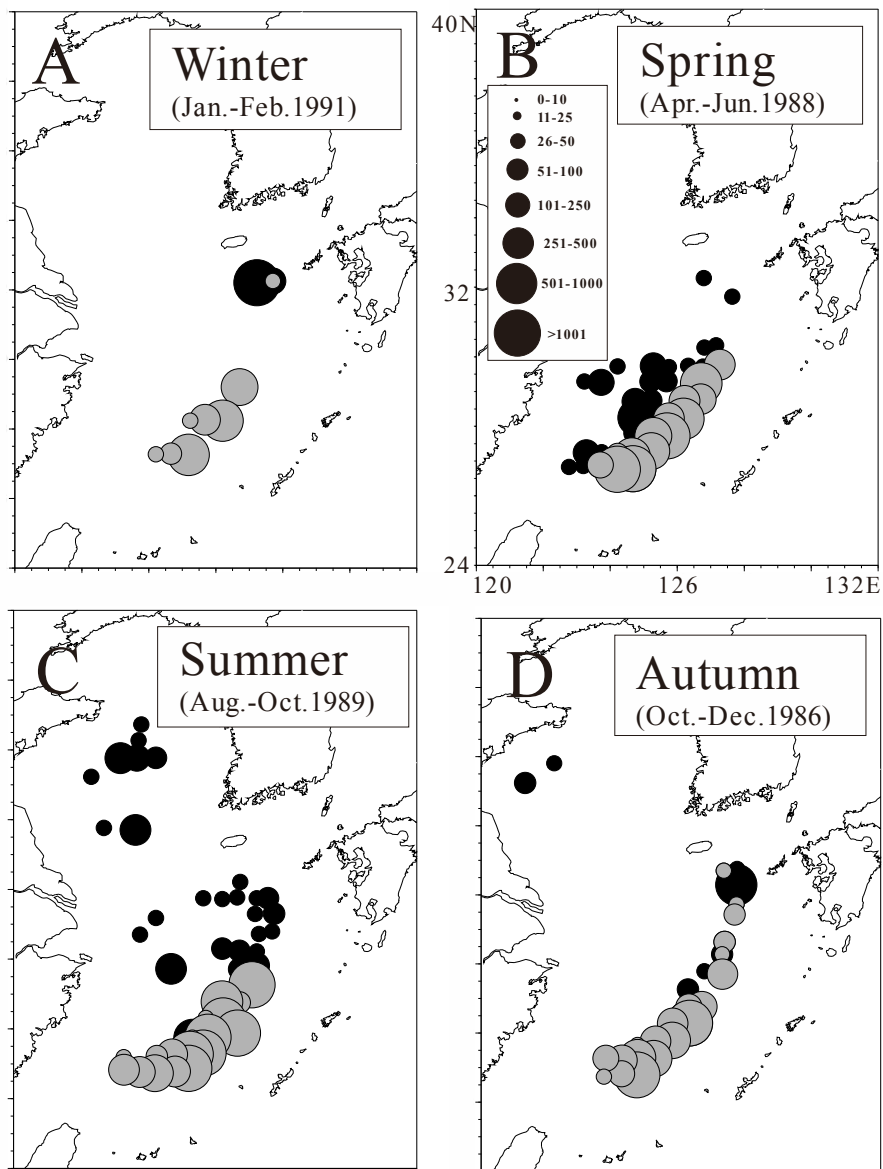 A
Winter
(Jan.-Feb.1991)
40N
B
Spring
(Apr.-Jun.1988)
0-10
11-25
26-50
51-100
101-250
251-500
501-1000
>1001
32
24
120
126
132E
C
Summer
(Aug.-Oct.1989)
D
Autumn
(Oct.-Dec.1986)